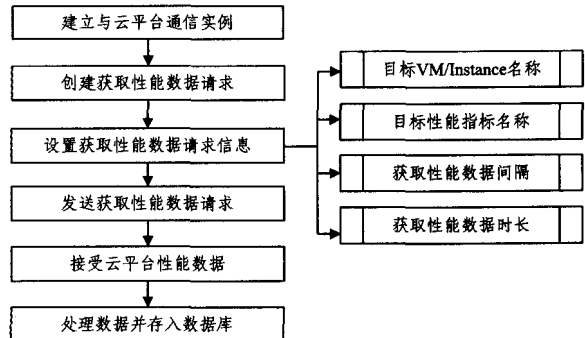 建立与云平台通信实例
创建获取性能数据请求
设置获取性能数据请求信息
发送获取性能数据请求
接受云平台性能数据
处理数据并存入数据库
目标VM/Instance名称
目标性能指标名称
获取性能数据间隔
获取性能数据时长